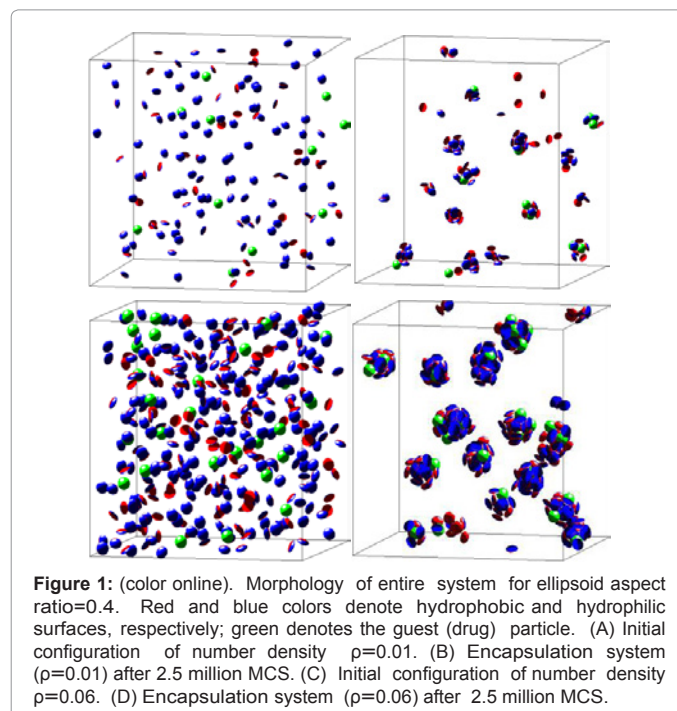 Figure 1: (color online). Morphology of entire system for ellipsoid aspect
ratio=0.4. Red and blue colors denote hydrophobic and hydrophilic
surfaces, respectively; green denotes the guest (drug) particle. (A) Initial
configuration of number density ρ=0.01. (B) Encapsulation system
(ρ=0.01) after 2.5 million MCS. (C) Initial configuration of number density
ρ=0.06. (D) Encapsulation system (ρ=0.06) after 2.5 million MCS.